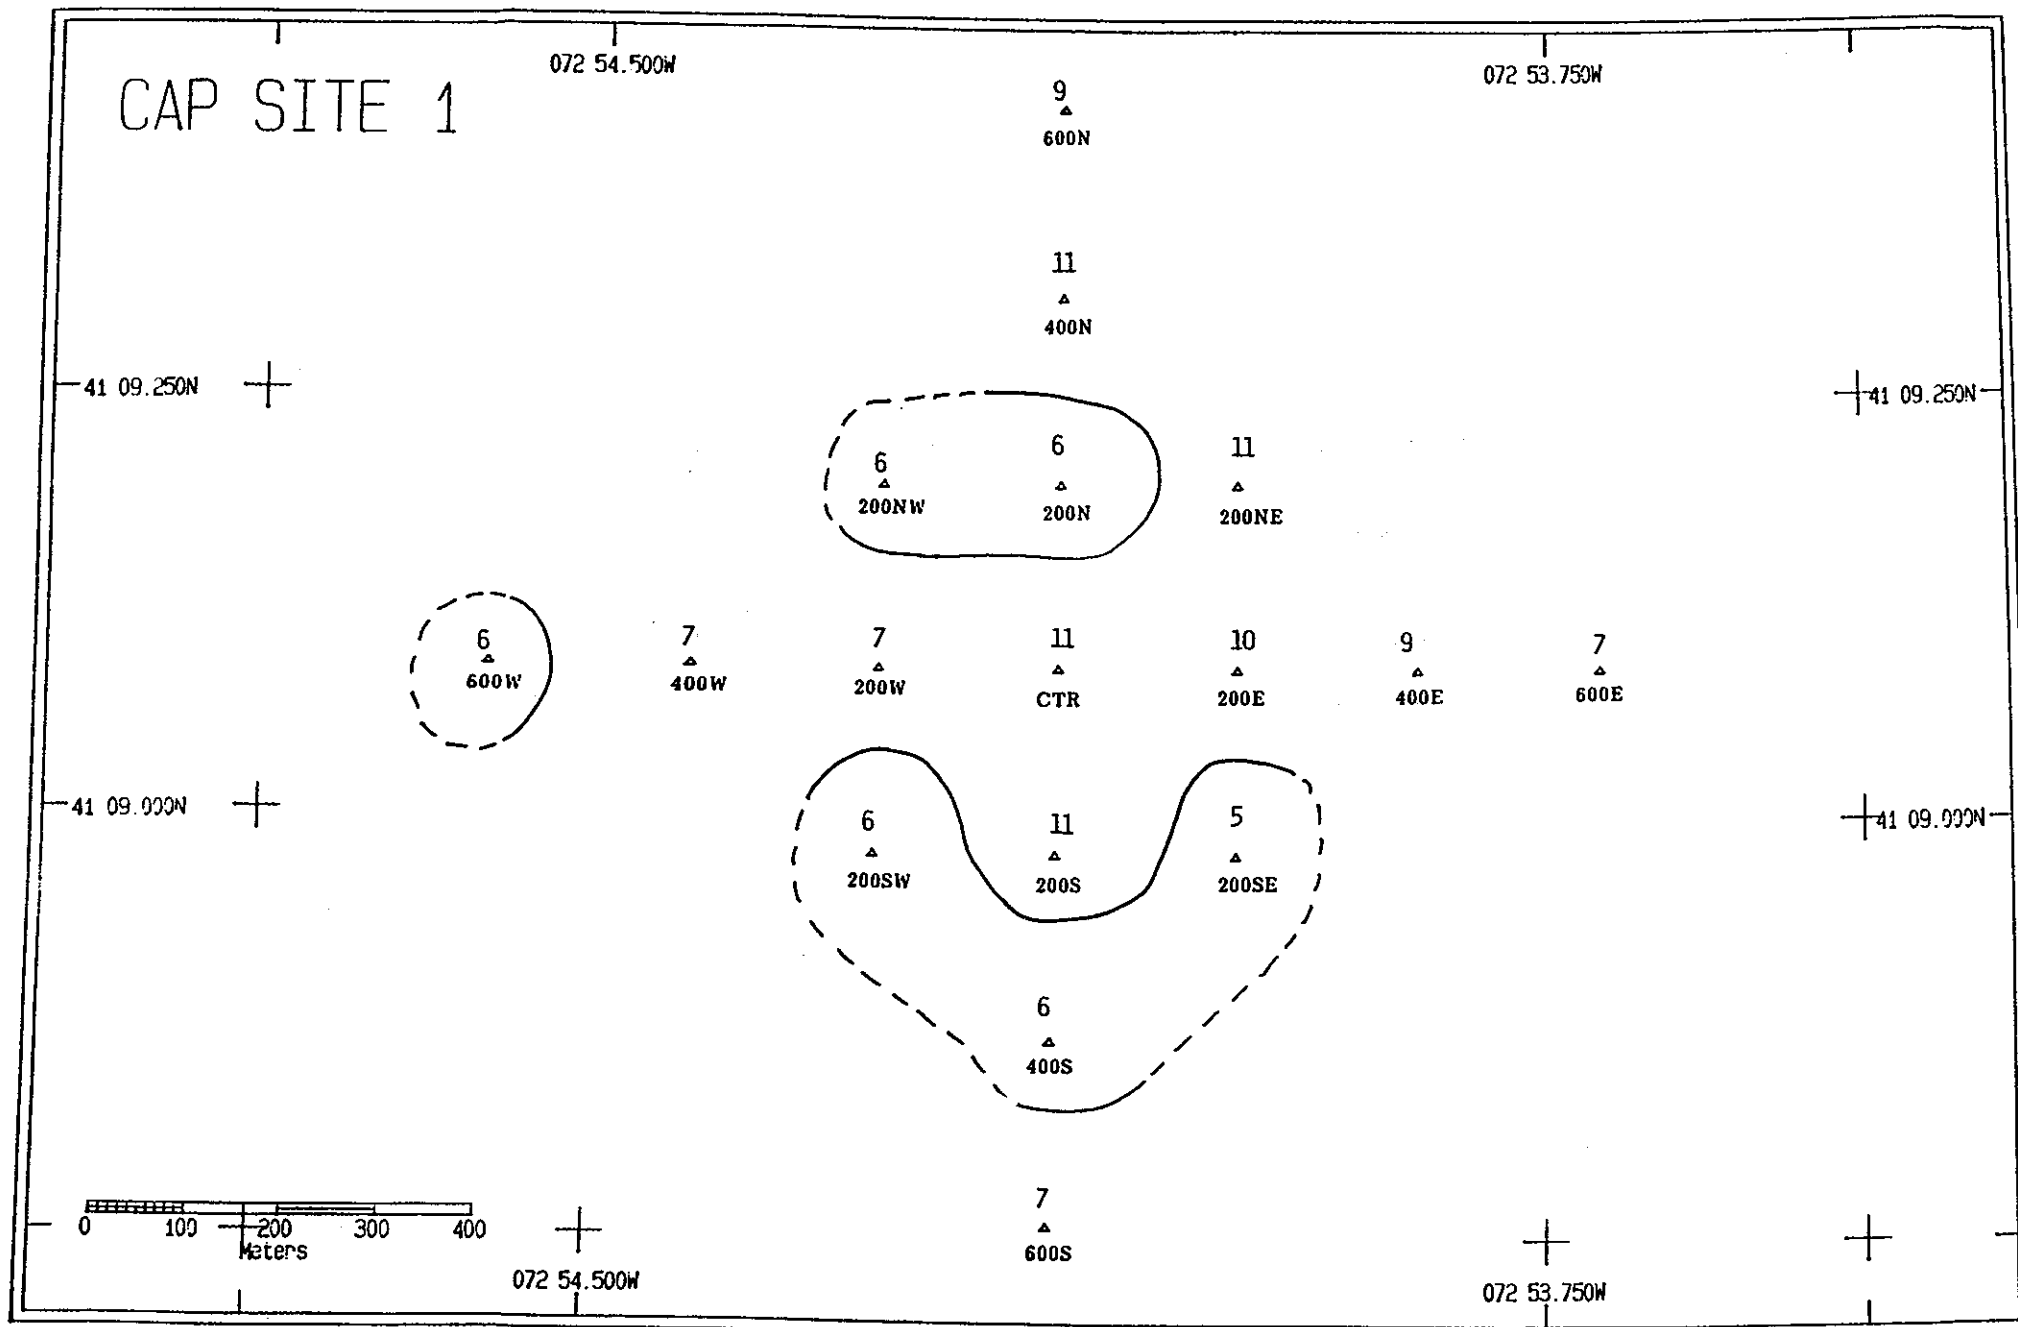 072 54.500W 072 53.750W
CAP SITE 1
9
600N
11
400N
41 09.250N 41 09.250N
6 6 11
200NW 200N 200NE
6 7 7 11 10 9 7
600W 400W 200W CTR 200E 400E 600E
41 09.000N 41 09.000N
6 11 5
200SW 200S 200SE
6
400S
7
600S
0 100 200 300 400
Meters
072 54.500W 072 53.750W